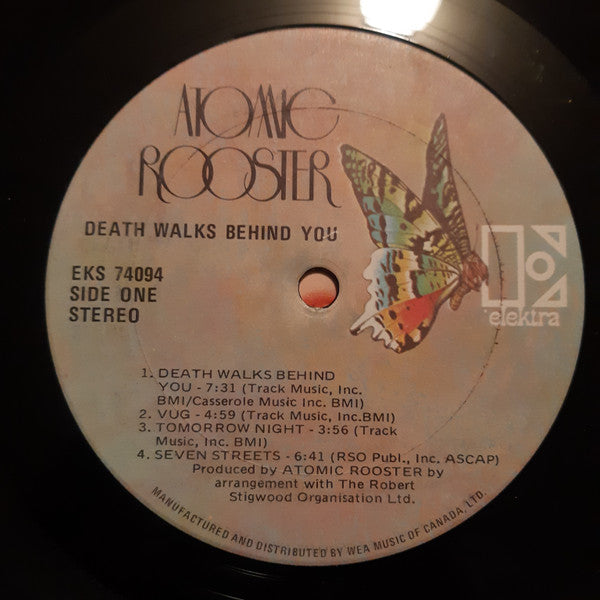 ATOMIC
ROOSTER
DEATH WALKS BEHIND YOU
EKS 74094
SIDE ONE
STEREO
elektra
1. DEATH WALKS BEHIND
YOU - 7:31 (Track Music, Inc.
BMI/Casserole Music Inc. BMI)
2. VUG - 4:59 (Track Music, Inc.BMI)
3. TOMORROW NIGHT - 3:56 (Track
Music, Inc. BMI)
4. SEVEN STREETS - 6:41 (RSO Publ., Inc. ASCAP)
Produced by ATOMIC ROOSTER by
arrangement with The Robert
Stigwood Organisation Ltd.
MANUFACTURED AND DISTRIBUTED BY WEA MUSIC OF CANADA, LTD.